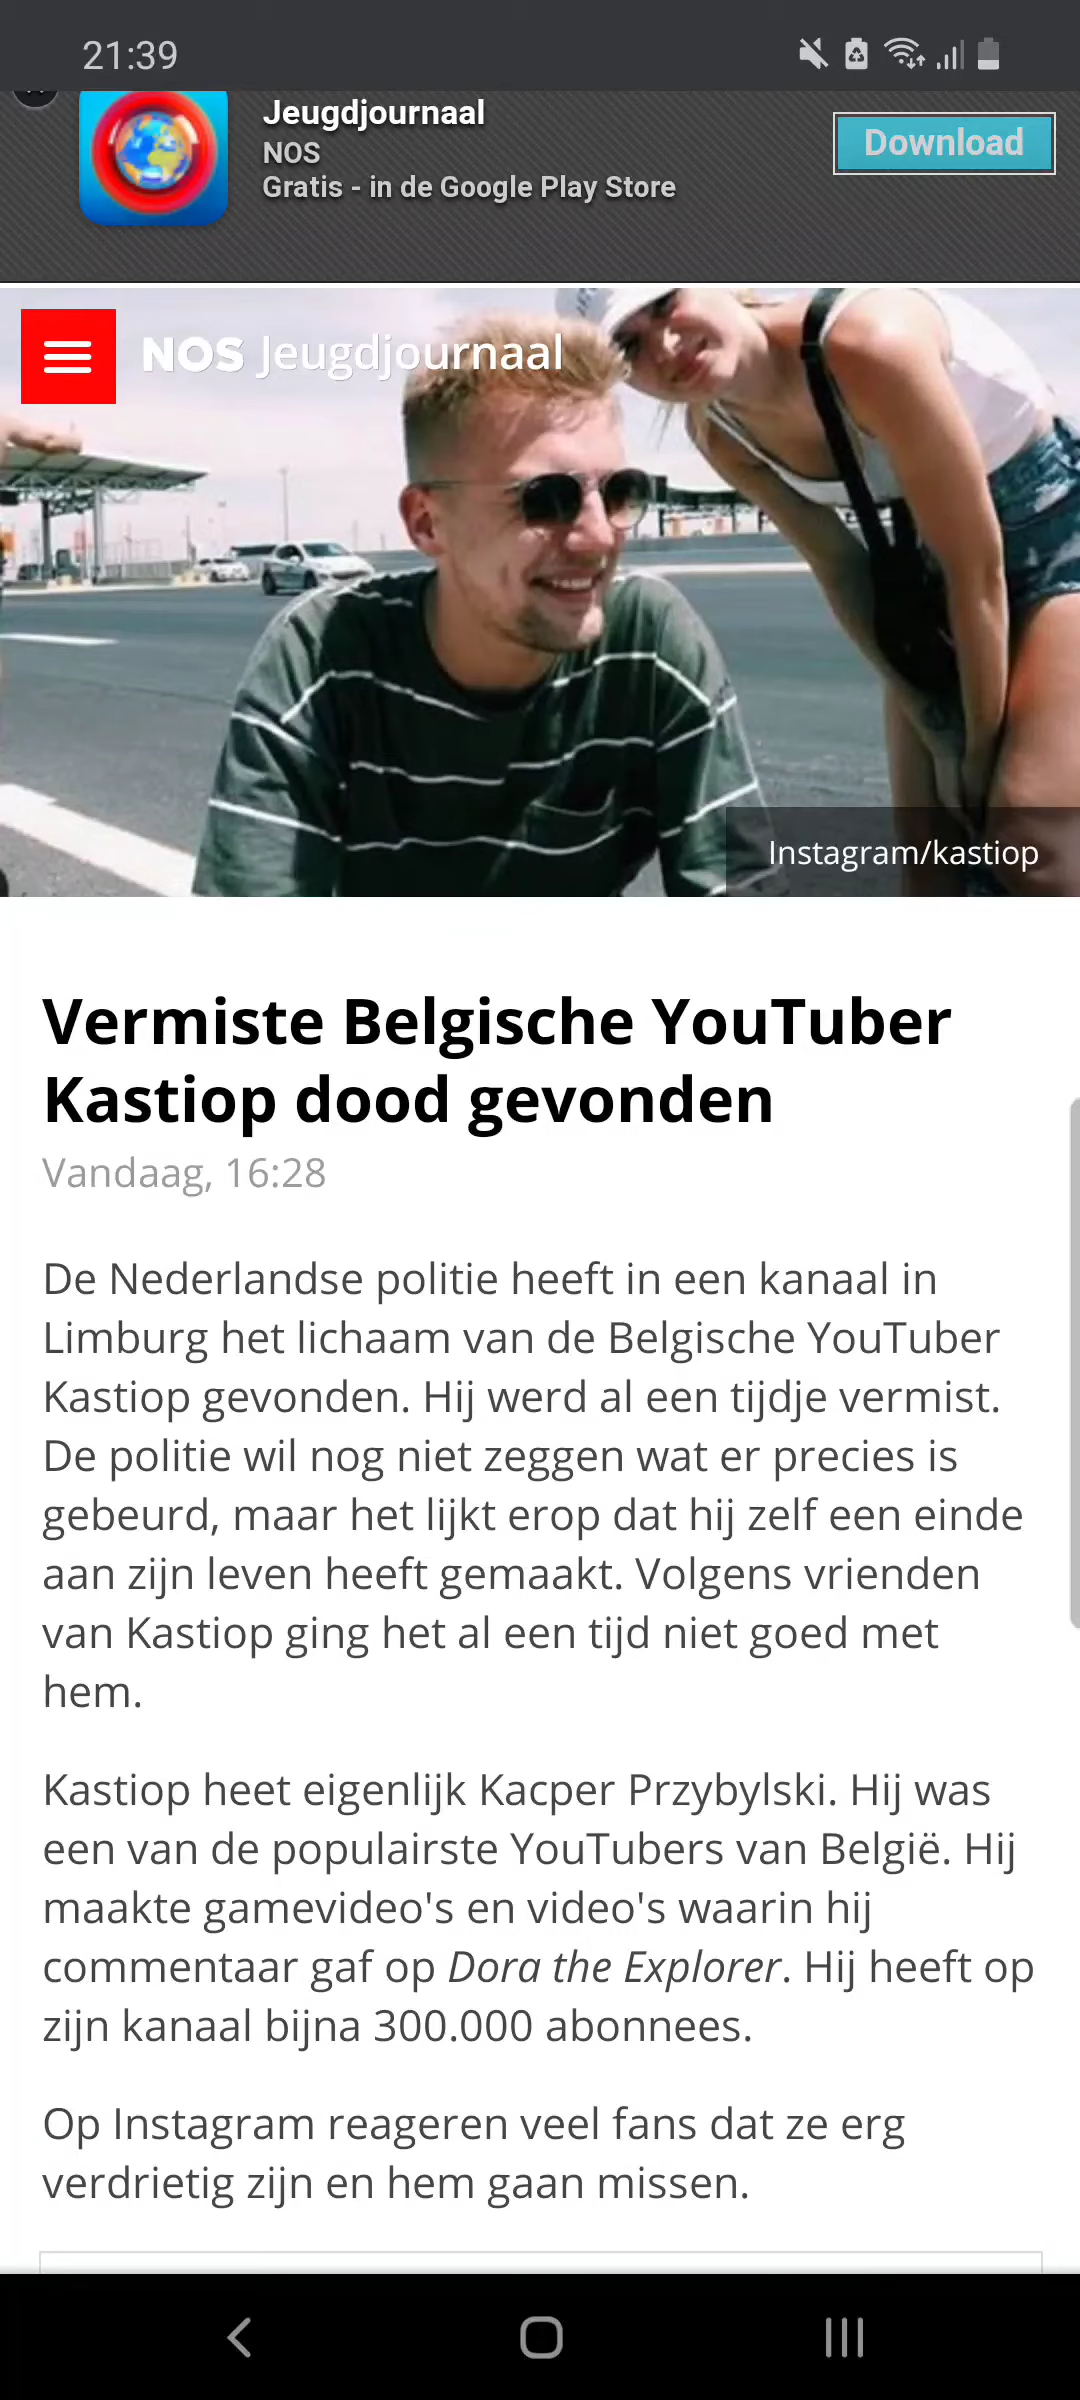 21:39
Jeugdjournaal
NOS
Gratis - in de Google Play Store
Download
NOS Jeugdjournaal
Instagram/kastiop
Vermiste Belgische YouTuber
Kastiop dood gevonden
Vandaag, 16:28
De Nederlandse politie heeft in een kanaal in
Limburg het lichaam van de Belgische YouTuber
Kastiop gevonden. Hij werd al een tijdje vermist.
De politie wil nog niet zeggen wat er precies is
gebeurd, maar het lijkt erop dat hij zelf een einde
aan zijn leven heeft gemaakt. Volgens vrienden
van Kastiop ging het al een tijd niet goed met
hem.
Kastiop heet eigenlijk Kacper Przybylski. Hij was
een van de populairste YouTubers van België. Hij
maakte gamevideo's en video's waarin hij
commentaar gaf op Dora the Explorer. Hij heeft op
zijn kanaal bijna 300.000 abonnees.
Op Instagram reageren veel fans dat ze erg
verdrietig zijn en hem gaan missen.